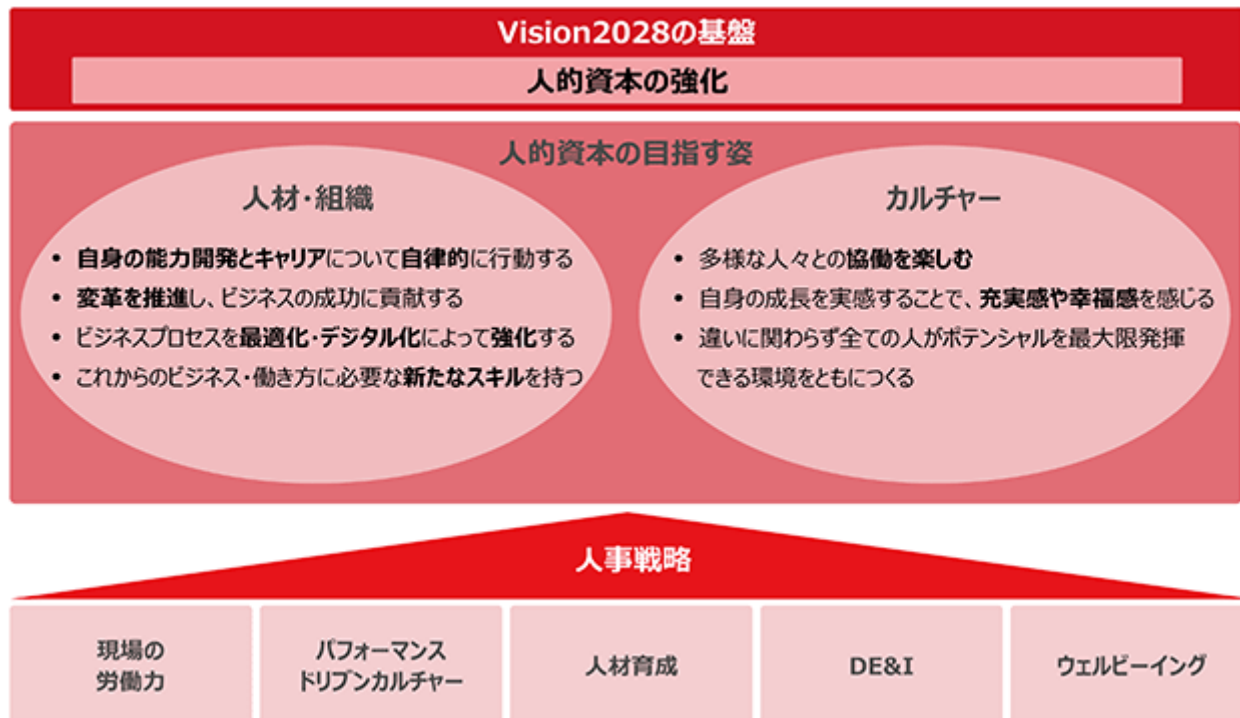 Vision2028の基盤
人的資本の強化
人的資本の目指す姿
人材・組織
• 自身の能力開発とキャリアについて自律的に行動する
• 変革を推進し、ビジネスの成功に貢献する
• ビジネスプロセスを最適化・デジタル化によって強化する
• これからのビジネス・働き方に必要な新たなスキルを持つ
カルチャー
• 多様な人々との協働を楽しむ
• 自身の成長を実感することで、充実感や幸福感を感じる
• 違いに関わらず全ての人がポテンシャルを最大限発揮
できる環境をともにつくる
人事戦略
現場の
労働力
パフォーマンス
ドリブンカルチャー
人材育成
DE&I
ウェルビーイング